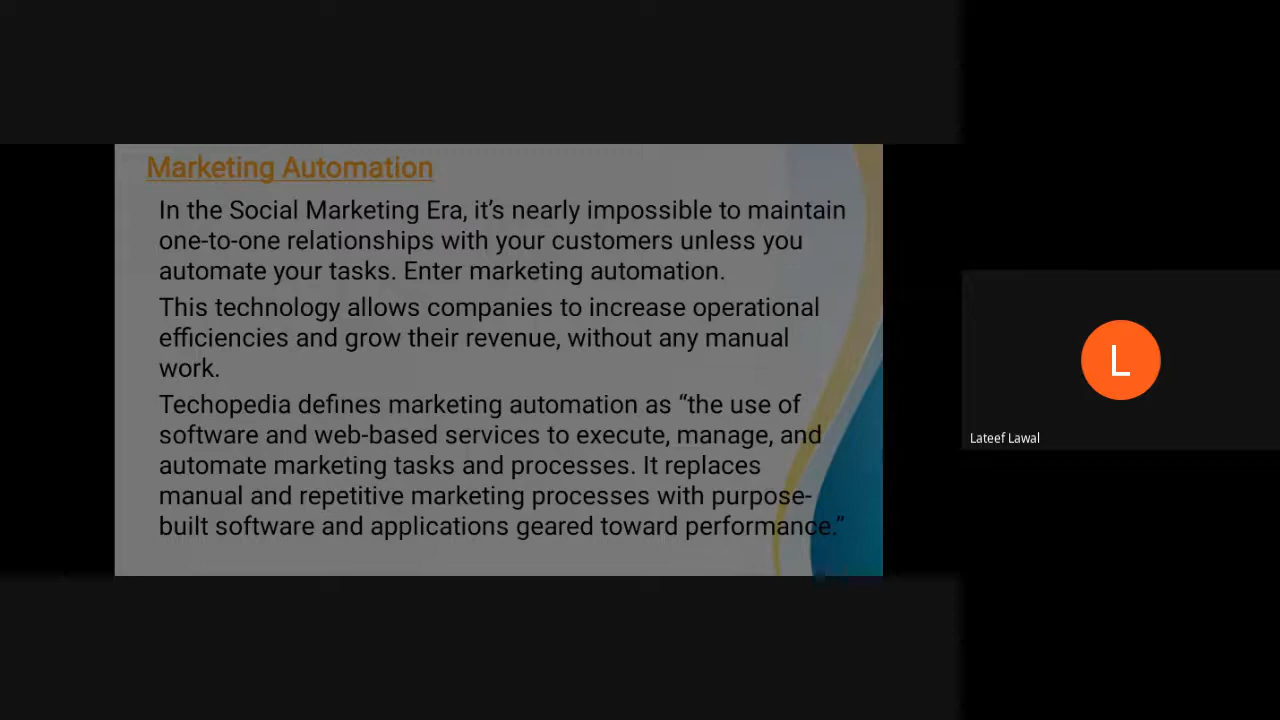 Marketing Automation
In the Social Marketing Era, it’s nearly impossible to maintain
one-to-one relationships with your customers unless you
automate your tasks. Enter marketing automation.
This technology allows companies to increase operational
efficiencies and grow their revenue, without any manual
work.
Techopedia defines marketing automation as “the use of
software and web-based services to execute, manage, and
automate marketing tasks and processes. It replaces
manual and repetitive marketing processes with purpose-
built software and applications geared toward performance.”
L
Lateef Lawal